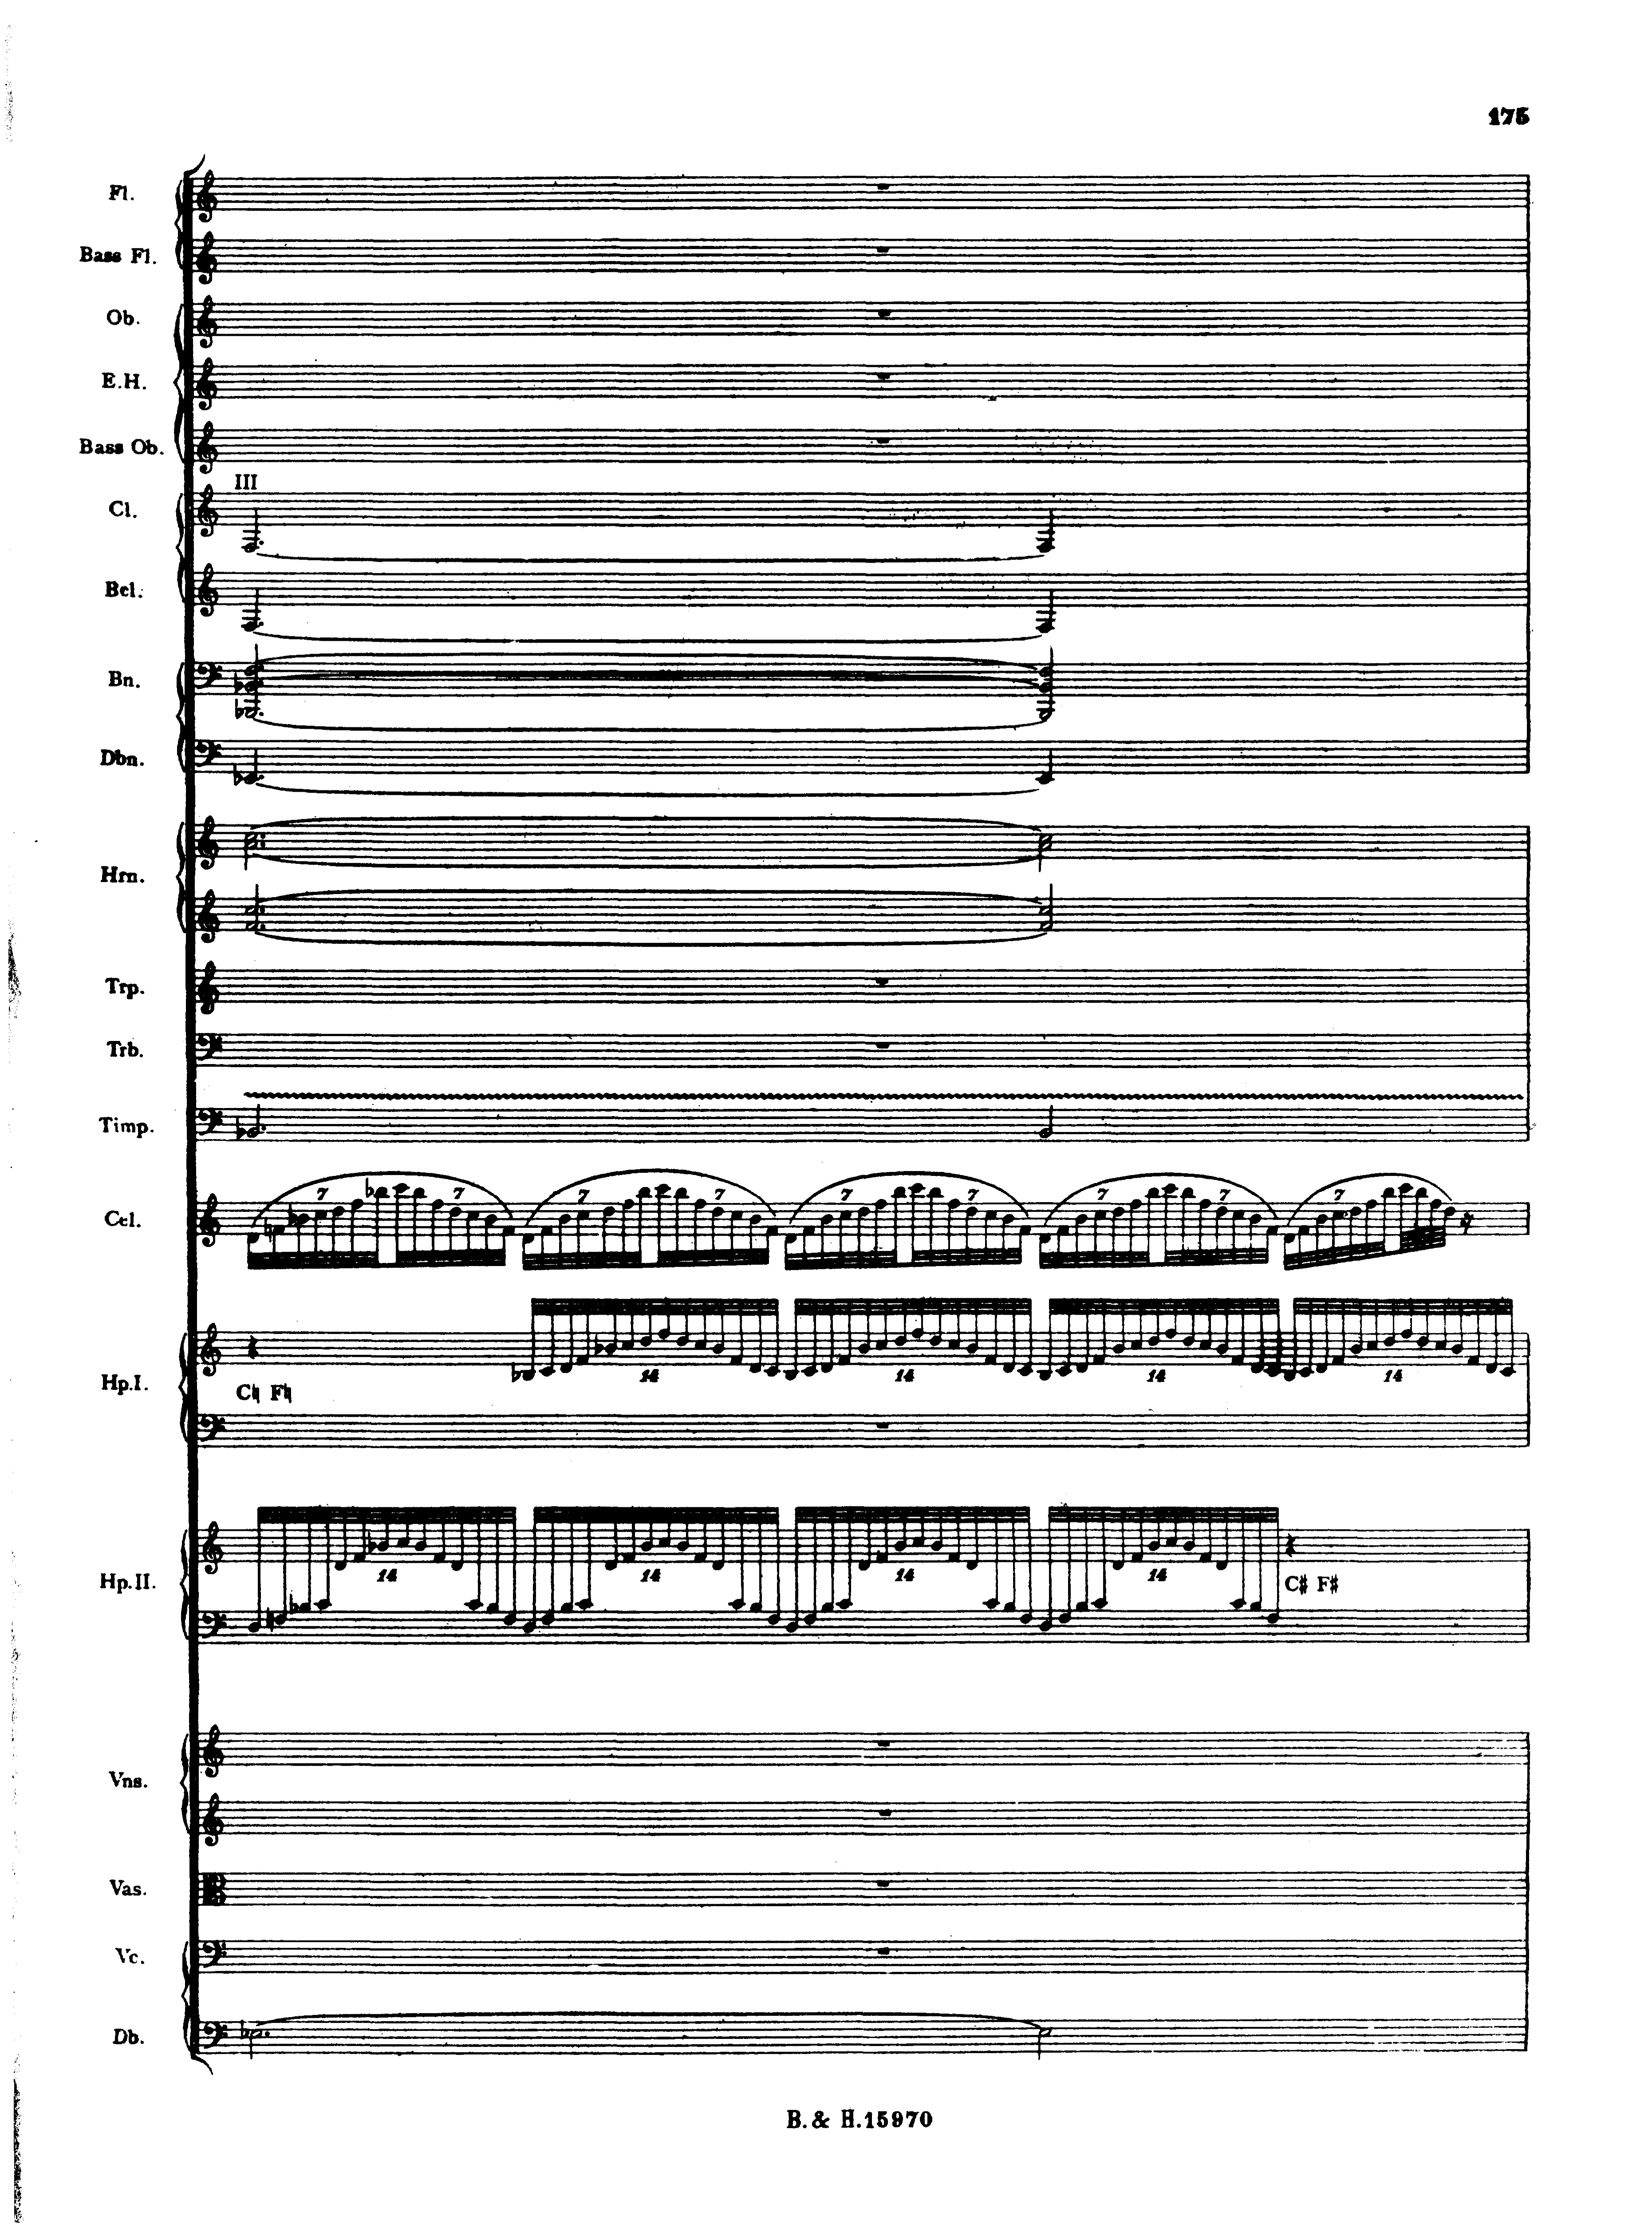 175
Fl.
Bass Fl.
Ob.
E.H.
Bass Ob.
III
Cl.
Bcl.
Bn.
Dbn.
Hrn.
Trp.
Trb.
Timp.
7 7 7 7 7 7 7 7 7
Cel.
14 14 14 14
Hp.I.
C♮ F♮
14 14 14 14
Hp.II.
C♯ F♯
Vns.
Vas.
Vc.
Db.
B. & H.15970